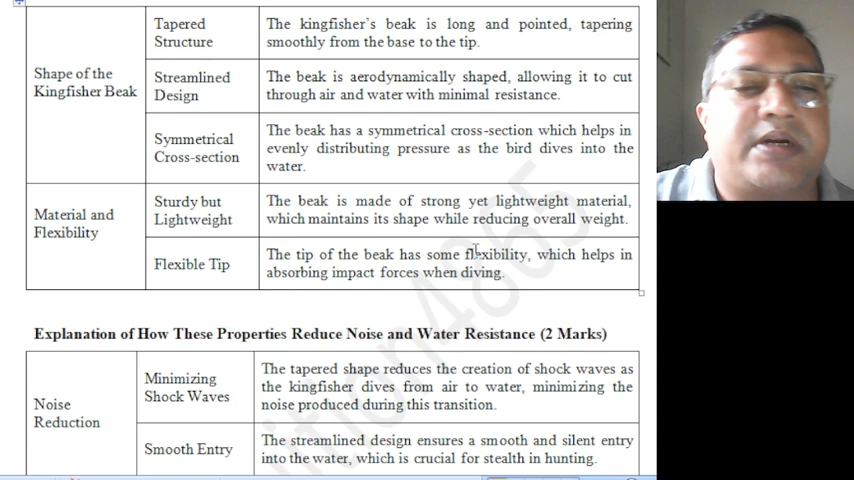 Tapered
Structure
The kingfisher's beak is long and pointed, tapering
smoothly from the base to the tip.
Shape of the
Kingfisher Beak
Streamlined
Design
The beak is aerodynamically shaped, allowing it to cut
through air and water with minimal resistance.
Symmetrical
Cross-section
The beak has a symmetrical cross-section which helps in
evenly distributing pressure as the bird dives into the
water.
Material and
Flexibility
Sturdy but
Lightweight
The beak is made of strong yet lightweight material,
which maintains its shape while reducing overall weight.
Flexible Tip
The tip of the beak has some flexibility, which helps in
absorbing impact forces when diving.
Explanation of How These Properties Reduce Noise and Water Resistance (2 Marks)
Noise
Reduction
Minimizing
Shock Waves
The tapered shape reduces the creation of shock waves as
the kingfisher dives from air to water, minimizing the
noise produced during this transition.
Smooth Entry
The streamlined design ensures a smooth and silent entry
into the water, which is crucial for stealth in hunting.